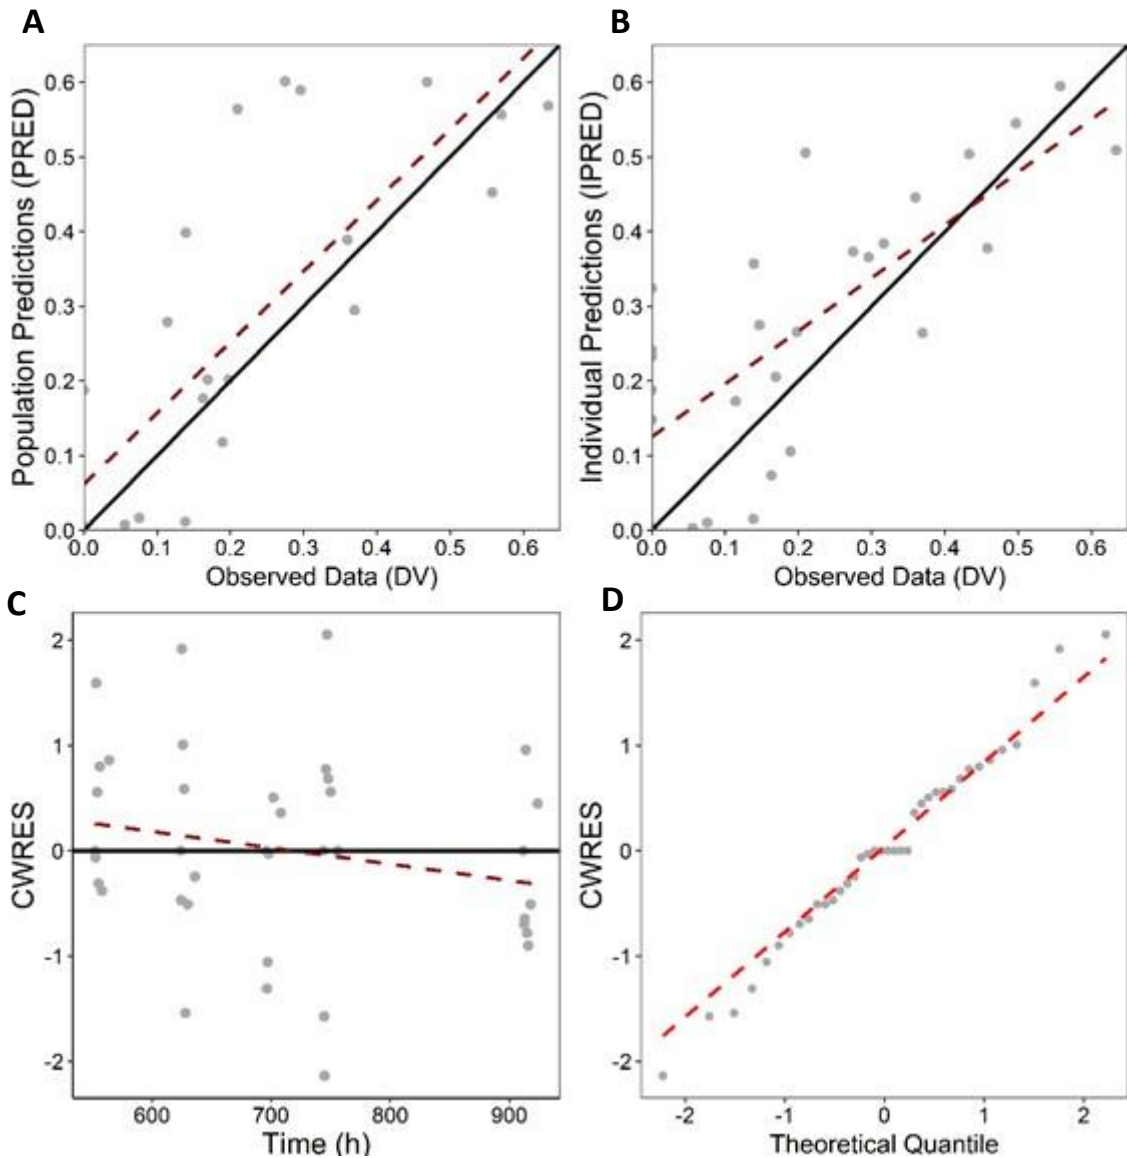 A
Population Predictions (PRED)
0.6
0.5
0.4
0.3
0.2
0.1
0.0
0.0 0.1 0.2 0.3 0.4 0.5 0.6
Observed Data (DV)
B
Individual Predictions (IPRED)
0.6
0.5
0.4
0.3
0.2
0.1
0.0
0.0 0.1 0.2 0.3 0.4 0.5 0.6
Observed Data (DV)
C
CWRES
2
1
0
-1
-2
600 700 800 900
Time (h)
D
CWRES
2
1
0
-1
-2
-2 -1 0 1 2
Theoretical Quantile